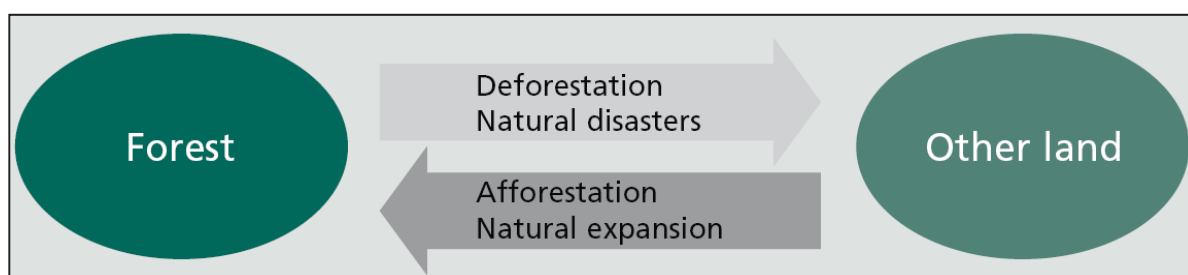 Forest
Deforestation
Natural disasters
Afforestation
Natural expansion
Other land